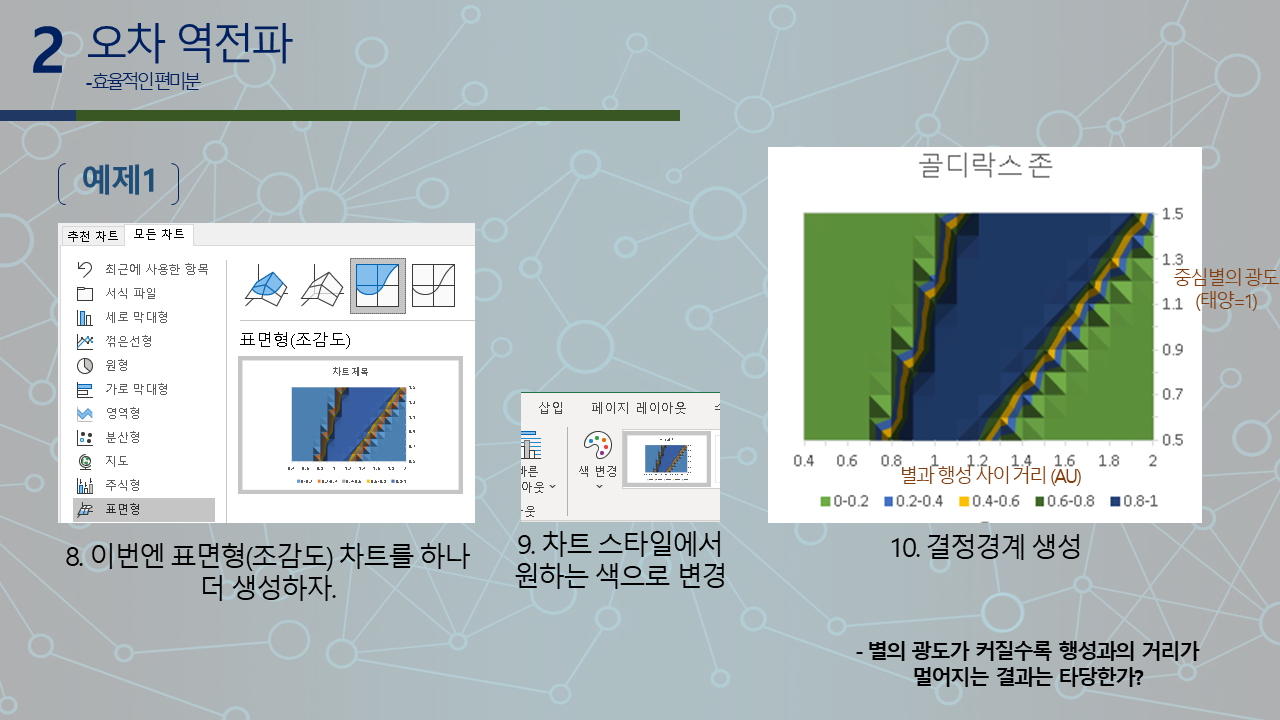 2 오차 역전파
-효율적인 편미분
예제1
추천 차트 모든 차트
최근에 사용한 항목
서식 파일
세로 막대형
꺾은선형
원형
가로 막대형
영역형
분산형
지도
주식형
표면형
표면형(조감도)
차트 제목
8. 이번엔 표면형(조감도) 차트를 하나
더 생성하자.
삽입 페이지 레이아웃
빠른 색 변경
아웃
9. 차트 스타일에서
원하는 색으로 변경
골디락스 존
1.5
1.3
1.1
0.9
0.7
0.5
중심별의 광도
(태양=1)
0.4 0.6 0.8 1 1.2 1.4 1.6 1.8 2
별과 행성 사이 거리 (AU)
0-0.2 0.2-0.4 0.4-0.6 0.6-0.8 0.8-1
10. 결정경계 생성
- 별의 광도가 커질수록 행성과의 거리가
멀어지는 결과는 타당한가?